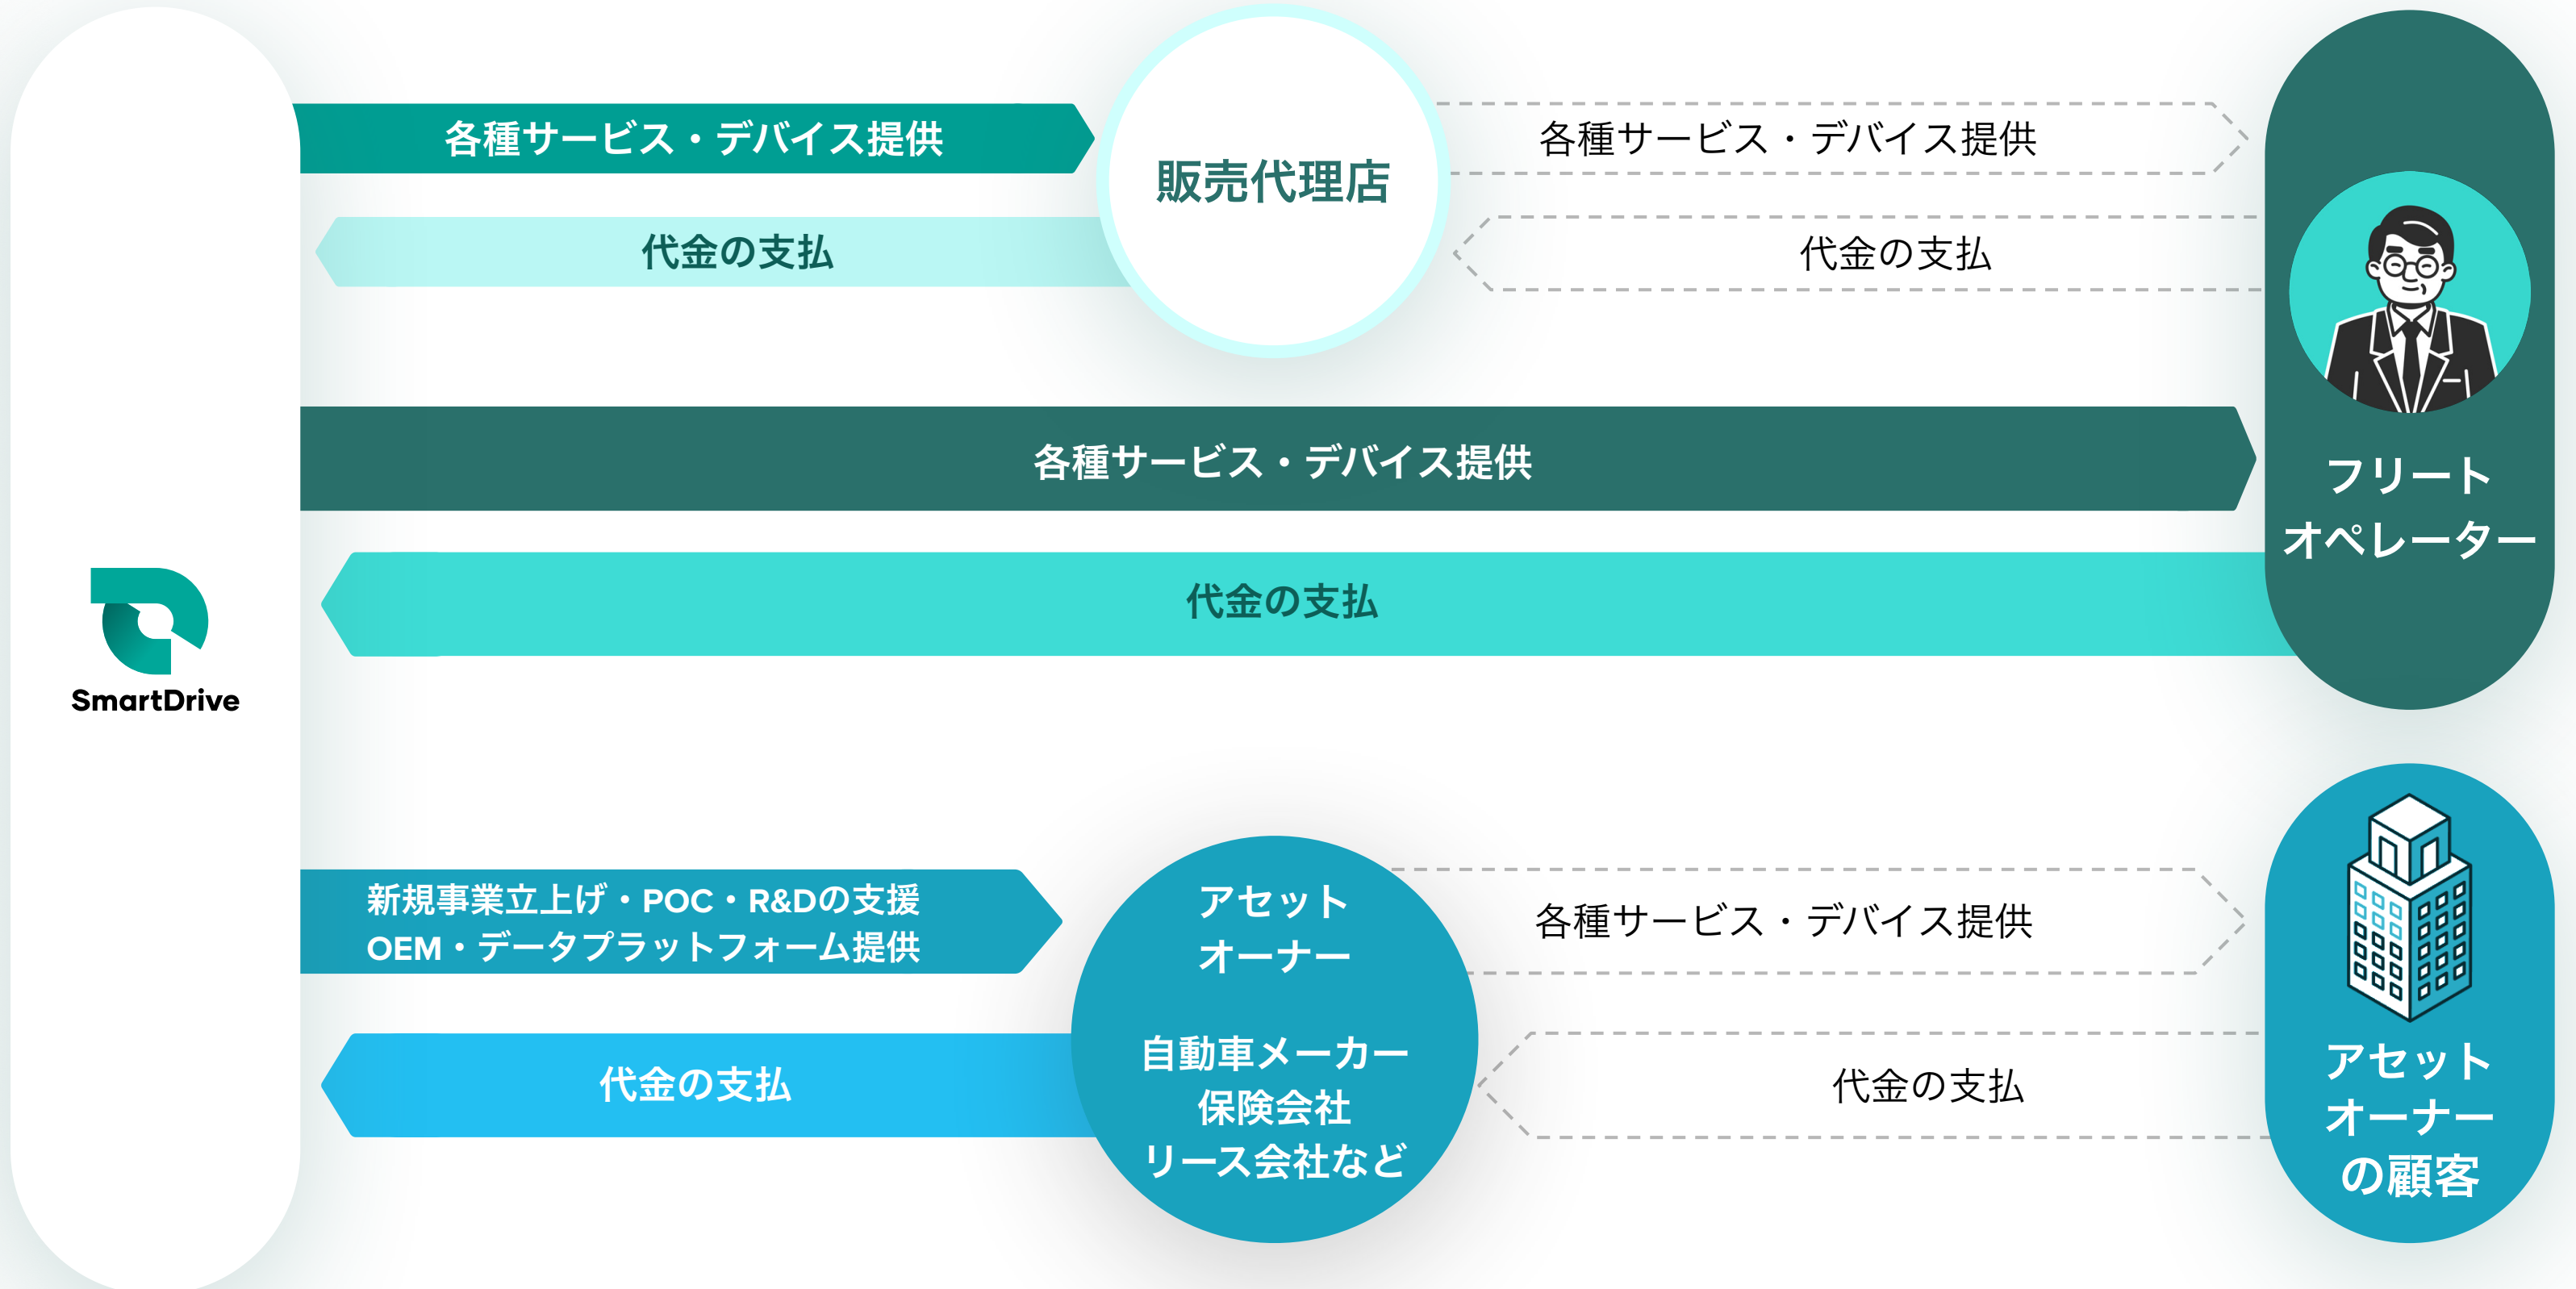 各種サービス・デバイス提供
代金の支払
販売代理店
各種サービス・デバイス提供
代金の支払
各種サービス・デバイス提供
代金の支払
フリート
オペレーター
SmartDrive
新規事業立上げ・POC・R&Dの支援
OEM・データプラットフォーム提供
代金の支払
アセット
オーナー
自動車メーカー
保険会社
リース会社など
各種サービス・デバイス提供
代金の支払
アセット
オーナー
の顧客